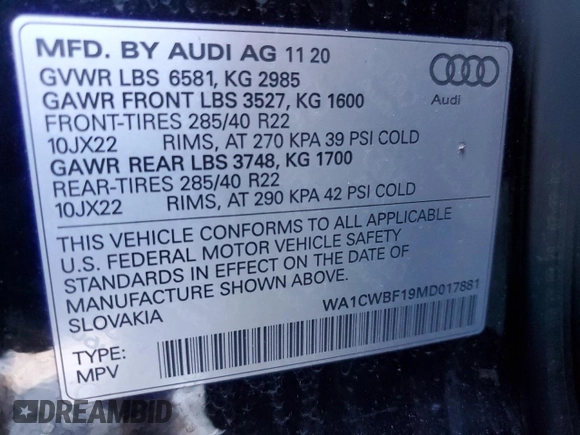 MFD. BY AUDI AG 11 20
GVWR LBS 6581, KG 2985
GAWR FRONT LBS 3527, KG 1600
FRONT-TIRES 285/40 R22
10JX22 RIMS, AT 270 KPA 39 PSI COLD
GAWR REAR LBS 3748, KG 1700
REAR-TIRES 285/40 R22
10JX22 RIMS, AT 290 KPA 42 PSI COLD
THIS VEHICLE CONFORMS TO ALL APPLICABLE
U.S. FEDERAL MOTOR VEHICLE SAFETY
STANDARDS IN EFFECT ON THE DATE OF
MANUFACTURE SHOWN ABOVE.
SLOVAKIA
WA1CWBF19MD017881
TYPE:
MPV
Audi
DREAMBID